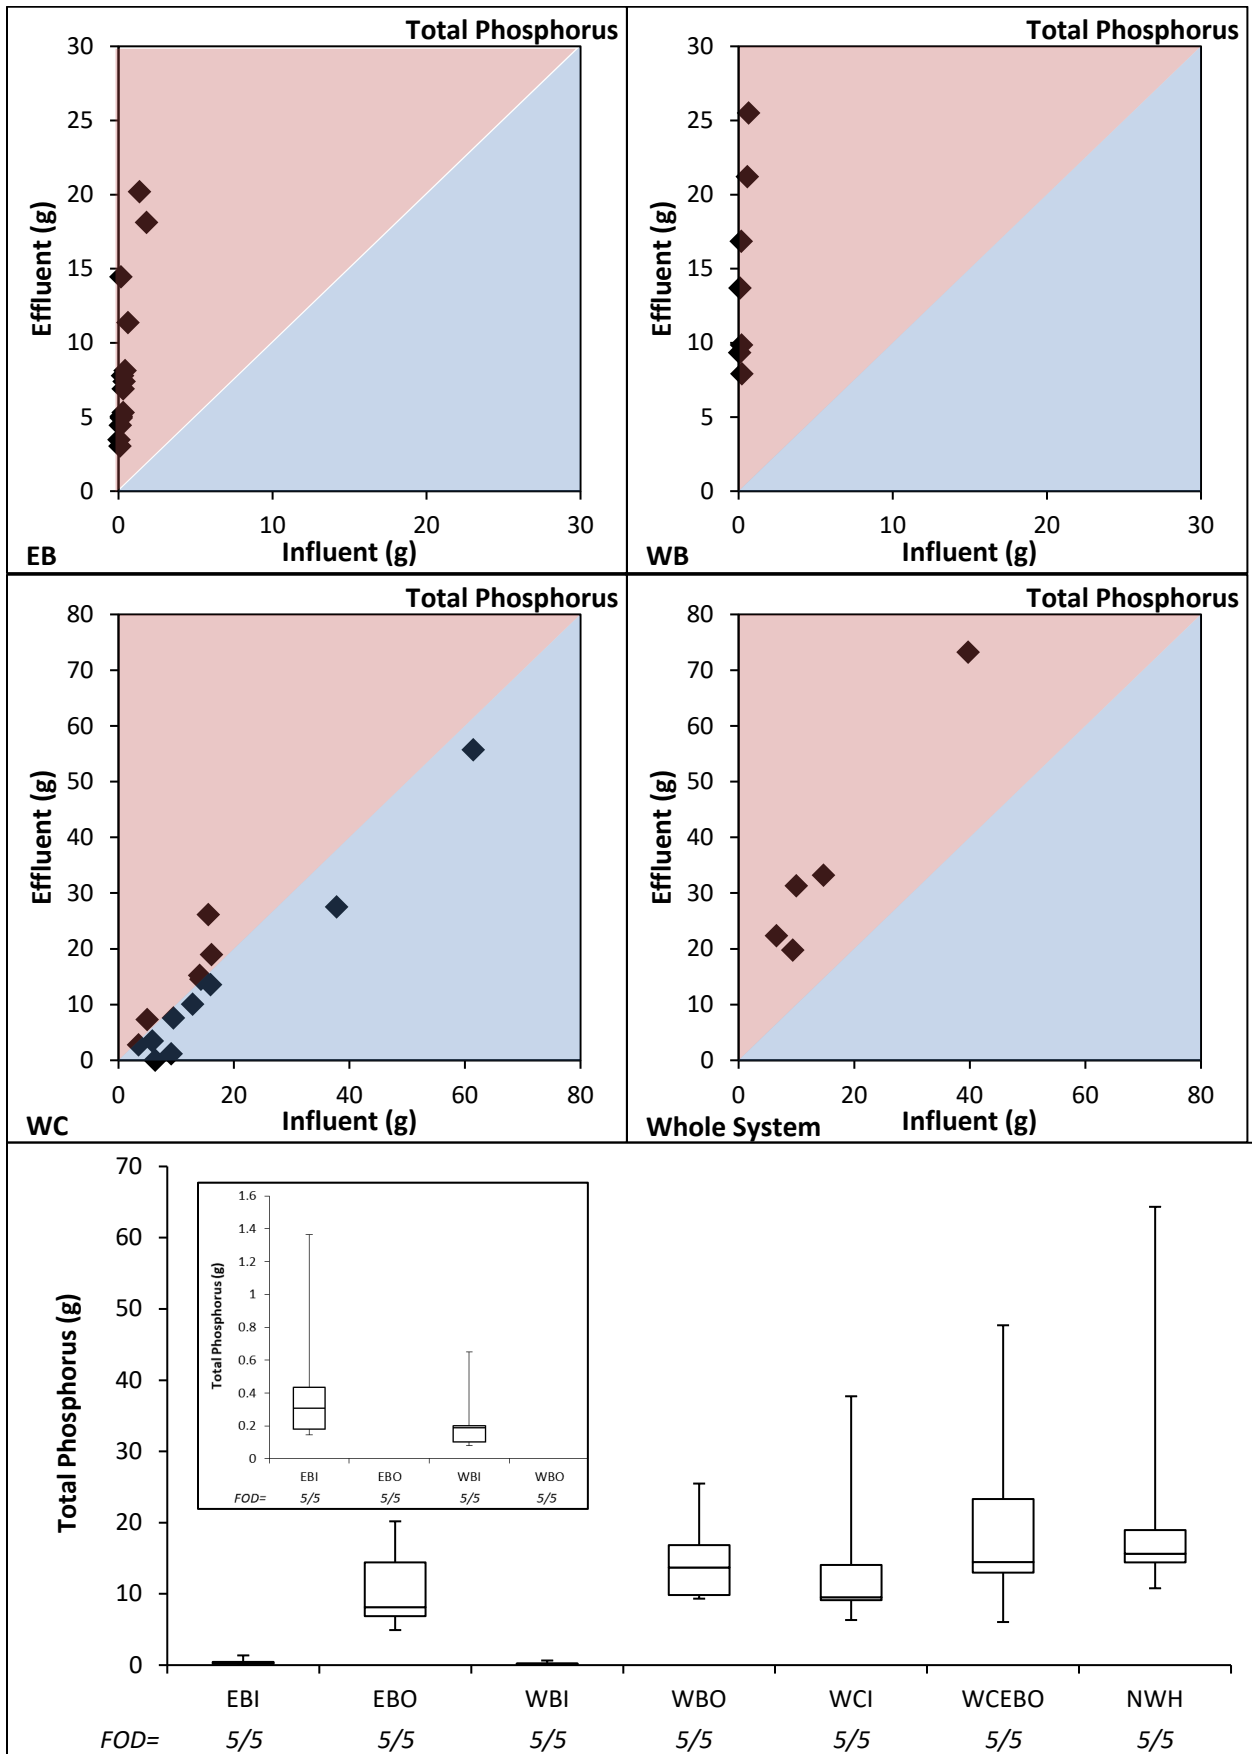 Total Phosphorus
30
25
20
15
10
5
0
Effluent (g)
0 10 20 30
Influent (g)
EB
Total Phosphorus
30
25
20
15
10
5
0
Effluent (g)
0 10 20 30
Influent (g)
WB
Total Phosphorus
80
70
60
50
40
30
20
10
0
Effluent (g)
0 20 40 60 80
Influent (g)
WC
Total Phosphorus
80
70
60
50
40
30
20
10
0
Effluent (g)
0 20 40 60 80
Influent (g)
Whole System
70
60
50
40
30
20
10
0
Total Phosphorus (g)
1.6
1.4
1.2
1
0.8
0.6
0.4
0.2
0
Total Phosphorus (g)
EBI EBO WBI WBO
FOD= 5/5 5/5 5/5 5/5
EBI EBO WBI WBO WCI WCEBO NWH
FOD= 5/5 5/5 5/5 5/5 5/5 5/5 5/5